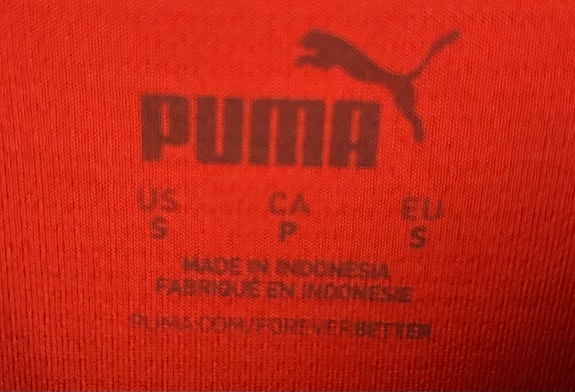 PUMA
US CA EU
S P S
MADE IN INDONESIA
FABRIQUÉ EN INDONÉSIE
PUMA.COM/FOREVERBETTER